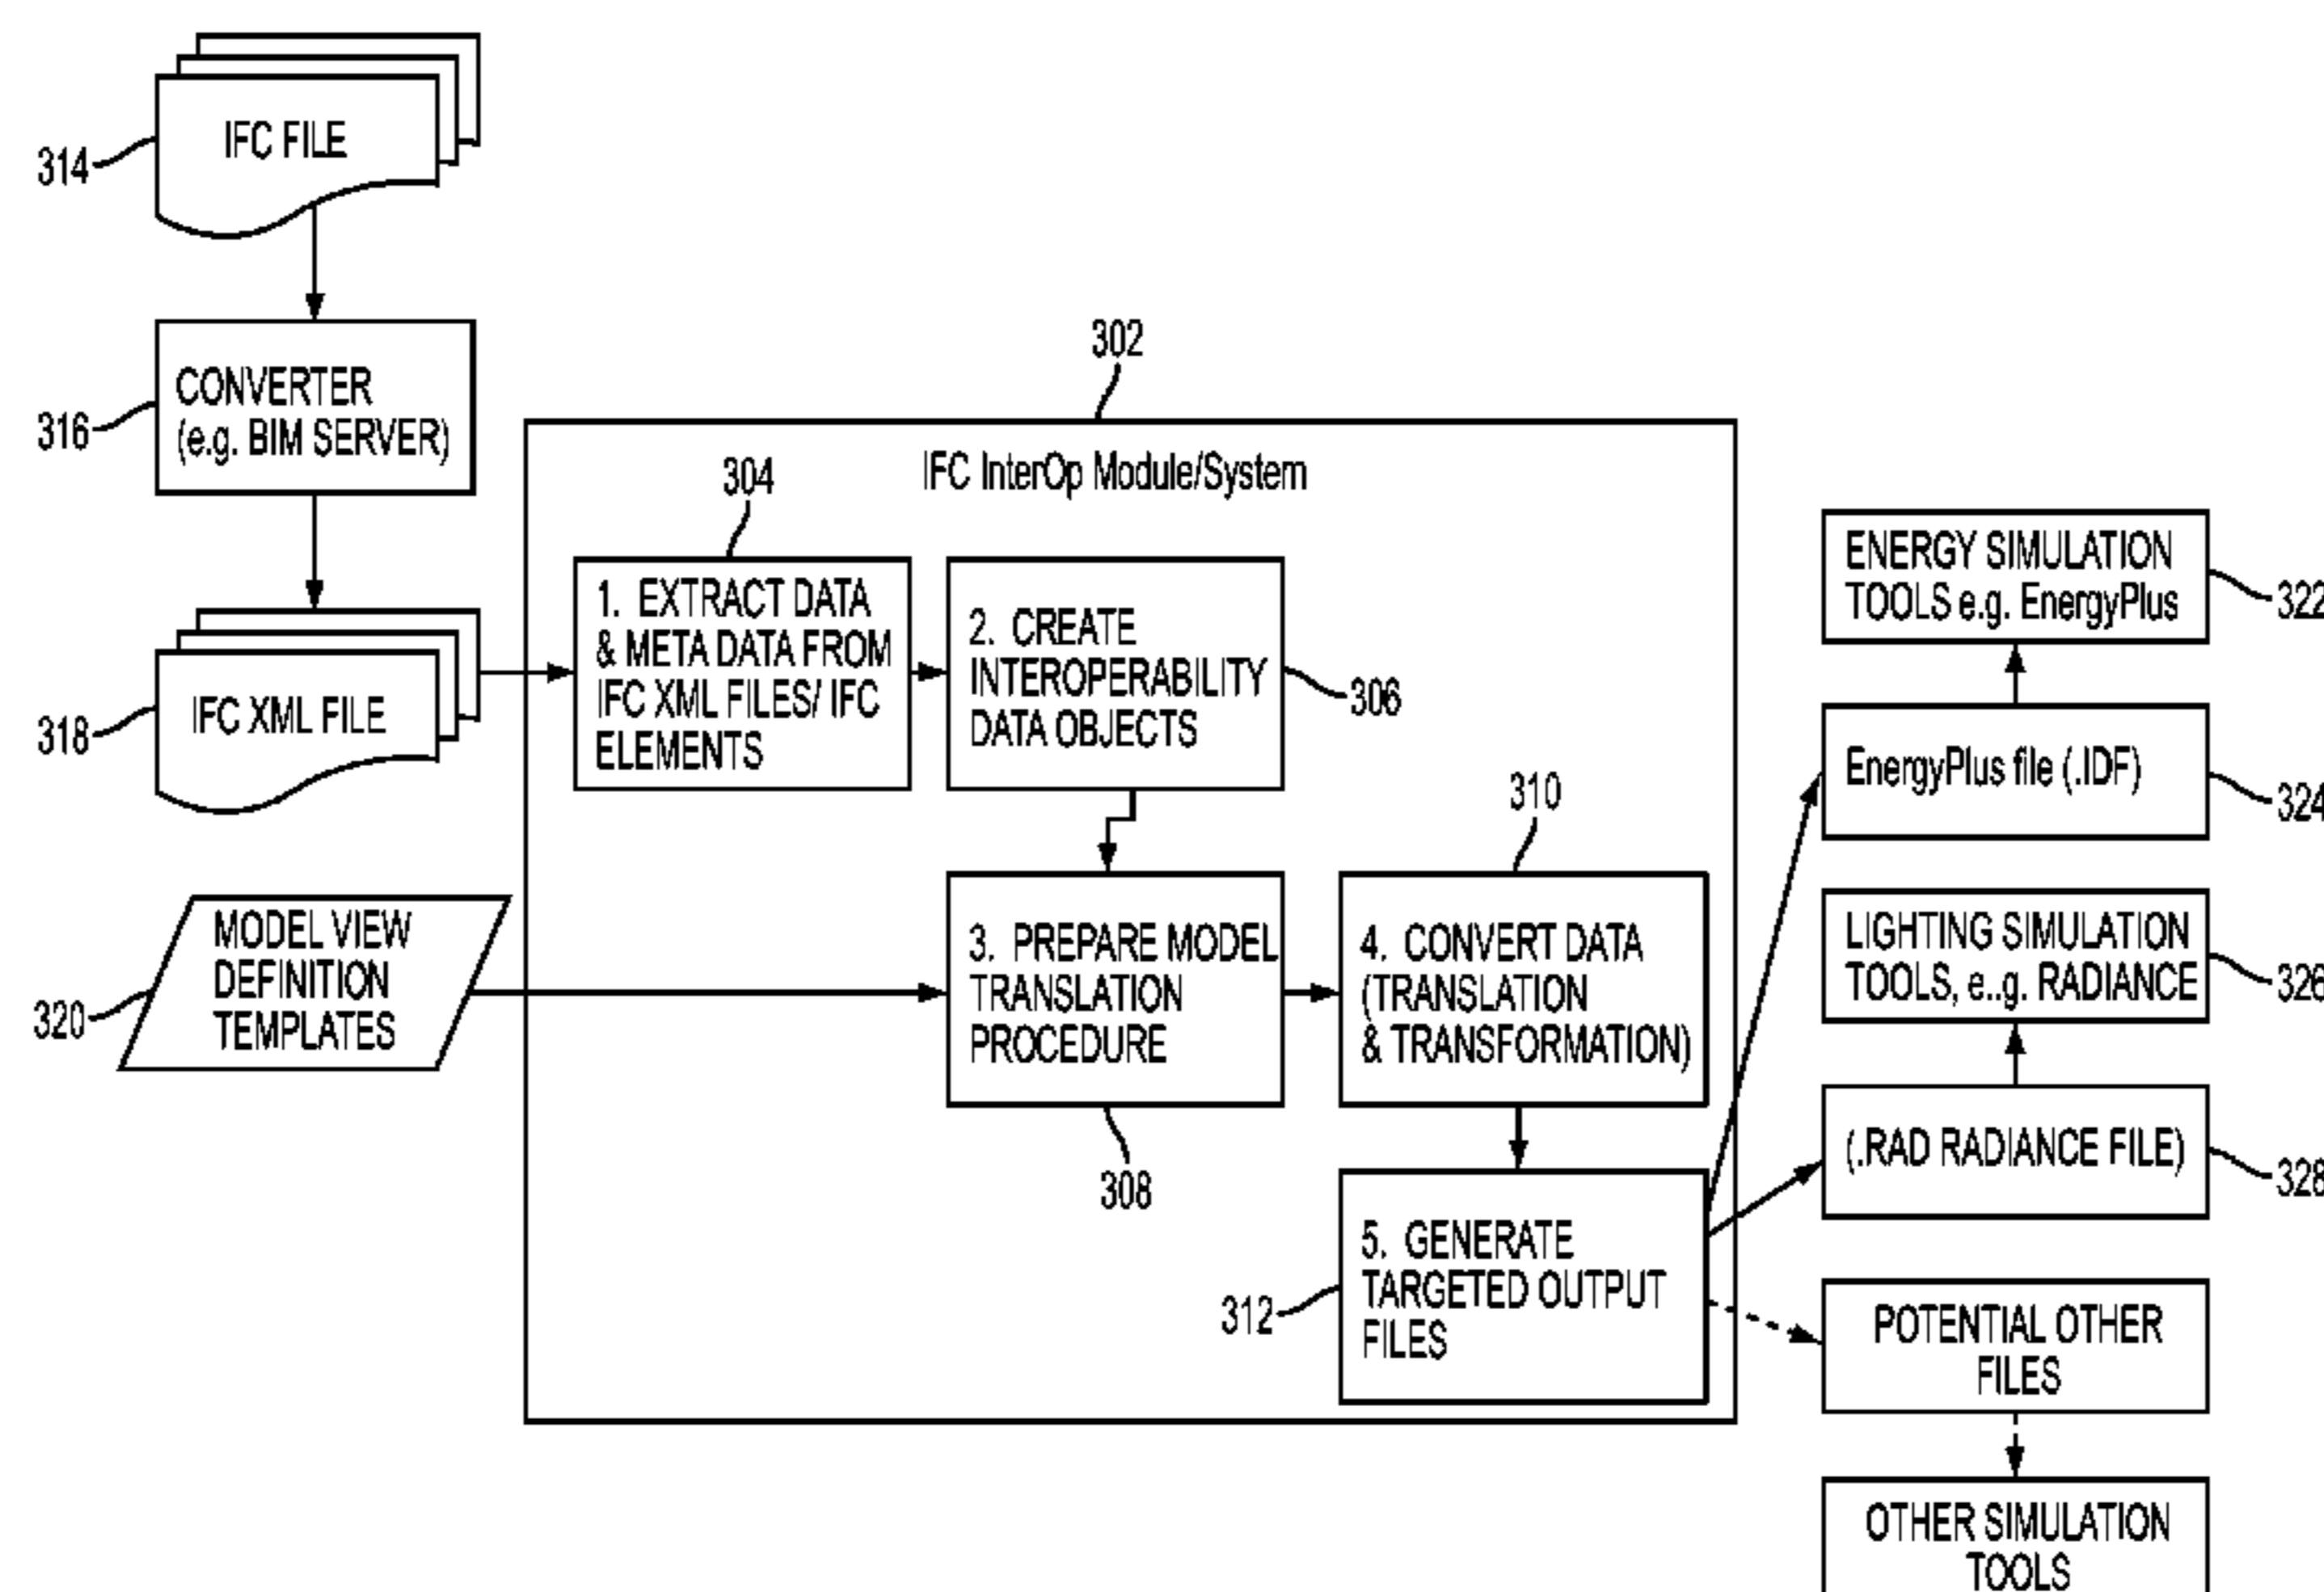 IFC FILE
314
CONVERTER
(e.g. BIM SERVER)
316
IFC XML FILE
318
MODEL VIEW
DEFINITION
TEMPLATES
320
302
IFC InterOp Module/System
304
1. EXTRACT DATA
& META DATA FROM
IFC XML FILES/ IFC
ELEMENTS
2. CREATE
INTEROPERABILITY
DATA OBJECTS
306
3. PREPARE MODEL
TRANSLATION
PROCEDURE
308
310
4. CONVERT DATA
(TRANSLATION
& TRANSFORMATION)
5. GENERATE
TARGETED OUTPUT
FILES
312
ENERGY SIMULATION
TOOLS e.g. EnergyPlus
322
EnergyPlus file (.IDF)
324
LIGHTING SIMULATION
TOOLS, e..g. RADIANCE
326
(.RAD RADIANCE FILE)
328
POTENTIAL OTHER
FILES
OTHER SIMULATION
TOOLS